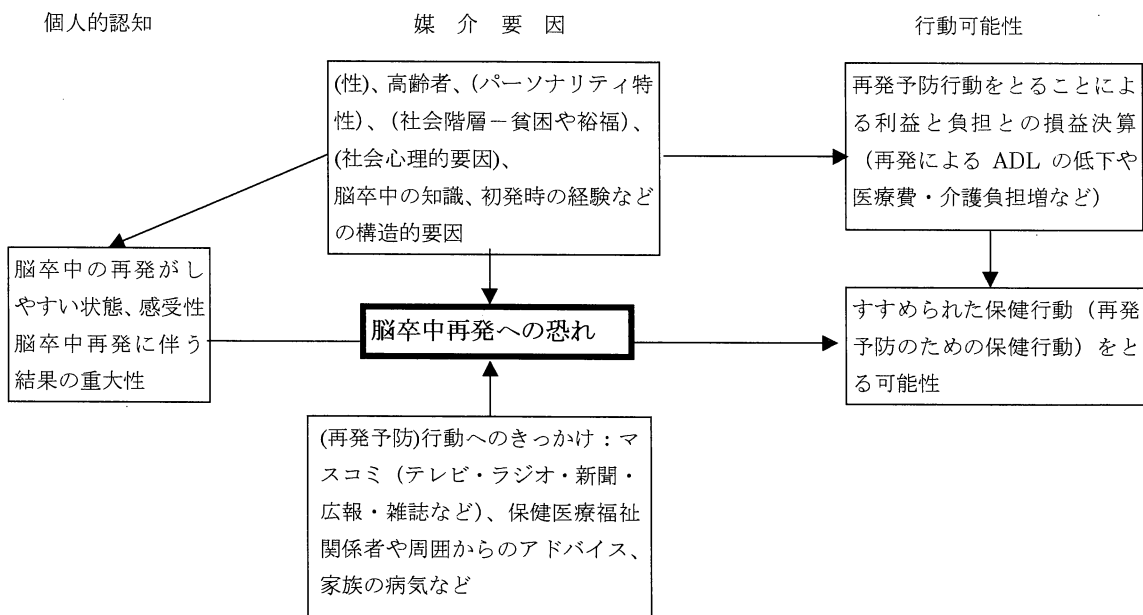 個人的認知
媒 介 要 因
行動可能性
(性)、高齢者、(パーソナリティ特
性)、(社会階層－貧困や裕福)、
(社会心理的要因)、
脳卒中の知識、初発時の経験など
の構造的要因
再発予防行動をとることによ
る利益と負担との損益決算
（再発による ADL の低下や
医療費・介護負担増など）
脳卒中の再発がし
やすい状態、感受性
脳卒中再発に伴う
結果の重大性
脳卒中再発への恐れ
すすめられた保健行動（再発
予防のための保健行動）をと
る可能性
(再発予防)行動へのきっかけ：マ
スコミ（テレビ・ラジオ・新聞・
広報・雑誌など）、保健医療福祉
関係者や周囲からのアドバイス、
家族の病気など